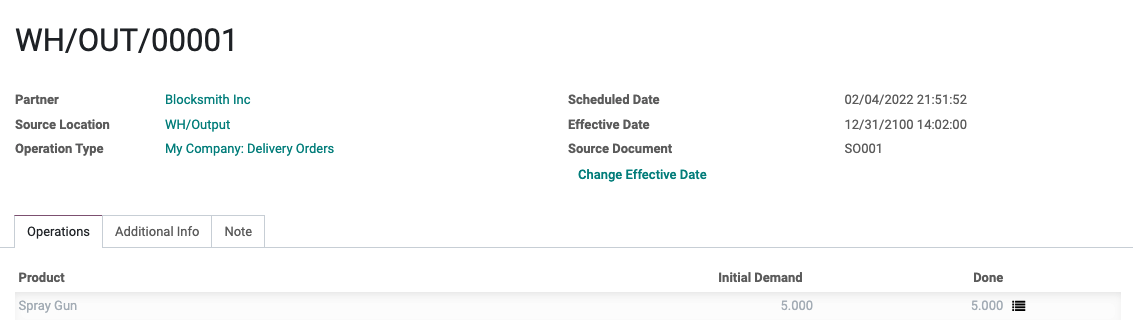 WH/OUT/00001
Partner Blocksmith Inc Scheduled Date 02/04/2022 21:51:52
Source Location WH/Output Effective Date 12/31/2100 14:02:00
Operation Type My Company: Delivery Orders Source Document SO001
Change Effective Date
Operations Additional Info Note
Product Initial Demand Done
Spray Gun 5.000 5.000